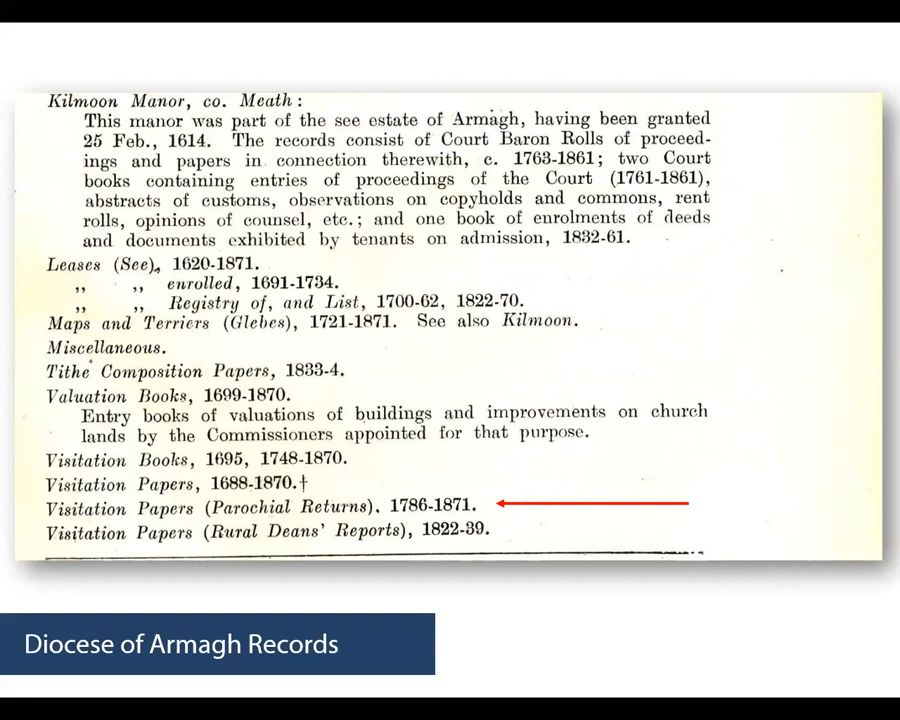 Kilmoon Manor, co. Meath:
This manor was part of the see estate of Armagh, having been granted
25 Feb., 1614. The records consist of Court Baron Rolls of proceed-
ings and papers in connection therewith, c. 1763-1861; two Court
books containing entries of proceedings of the Court (1761-1861),
abstracts of customs, observations on copyholds and commons, rent
rolls, opinions of counsel, etc.; and one book of enrolments of deeds
and documents exhibited by tenants on admission, 1832-61.
Leases (See), 1620-1871.
,, ,, enrolled, 1691-1734.
,, ,, Registry of, and List, 1700-62, 1822-70.
Maps and Terriers (Glebes), 1721-1871. See also Kilmoon.
Miscellaneous.
Tithe Composition Papers, 1833-4.
Valuation Books, 1699-1870.
Entry books of valuations of buildings and improvements on church
lands by the Commissioners appointed for that purpose.
Visitation Books, 1695, 1748-1870.
Visitation Papers, 1688-1870.†
Visitation Papers (Parochial Returns), 1786-1871.
Visitation Papers (Rural Deans' Reports), 1822-39.
Diocese of Armagh Records